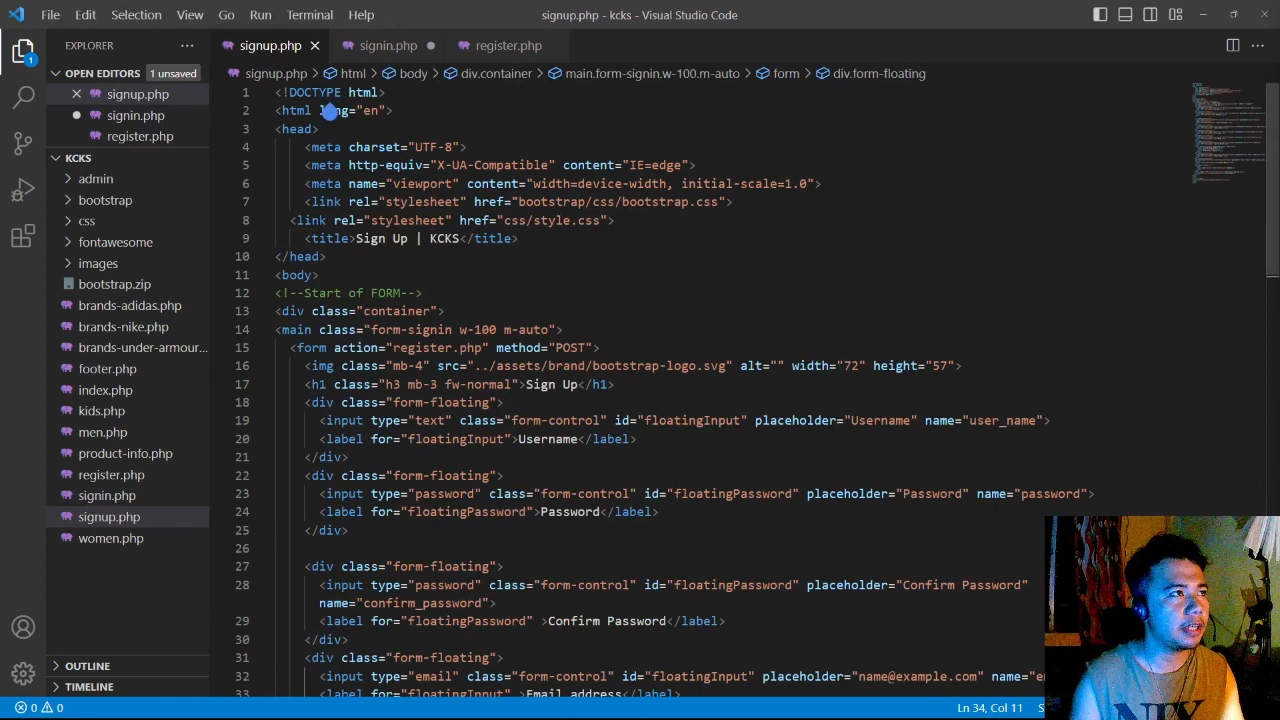 File Edit Selection View Go Run Terminal Help
signup.php - kcks - Visual Studio Code
EXPLORER
signup.php
signin.php
register.php
1
OPEN EDITORS
1 unsaved
signup.php
signin.php
register.php
KCKS
admin
bootstrap
css
fontawesome
images
bootstrap.zip
brands-adidas.php
brands-nike.php
brands-under-armour...
footer.php
index.php
kids.php
men.php
product-info.php
register.php
signin.php
signup.php
women.php
OUTLINE
TIMELINE
signup.php > html > body > div.container > main.form-signin.w-100.m-auto > form > div.form-floating
1 <!DOCTYPE html>
2 <html lang="en">
3 <head>
4 <meta charset="UTF-8">
5 <meta http-equiv="X-UA-Compatible" content="IE=edge">
6 <meta name="viewport" content="width=device-width, initial-scale=1.0">
7 <link rel="stylesheet" href="bootstrap/css/bootstrap.css">
8 <link rel="stylesheet" href="css/style.css">
9 <title>Sign Up | KCKS</title>
10 </head>
11 <body>
12 <!--Start of FORM-->
13 <div class="container">
14 <main class="form-signin w-100 m-auto">
15 <form action="register.php" method="POST">
16 <img class="mb-4" src="../assets/brand/bootstrap-logo.svg" alt="" width="72" height="57">
17 <h1 class="h3 mb-3 fw-normal">Sign Up</h1>
18 <div class="form-floating">
19 <input type="text" class="form-control" id="floatingInput" placeholder="Username" name="user_name">
20 <label for="floatingInput">Username</label>
21 </div>
22 <div class="form-floating">
23 <input type="password" class="form-control" id="floatingPassword" placeholder="Password" name="password">
24 <label for="floatingPassword">Password</label>
25 </div>
26
27 <div class="form-floating">
28 <input type="password" class="form-control" id="floatingPassword" placeholder="Confirm Password"
name="confirm_password">
29 <label for="floatingPassword" >Confirm Password</label>
30 </div>
31 <div class="form-floating">
32 <input type="email" class="form-control" id="floatingInput" placeholder="name@example.com" name="em
33 <label for="floatingInput" >Email address</label>
0 0
Ln 34, Col 11